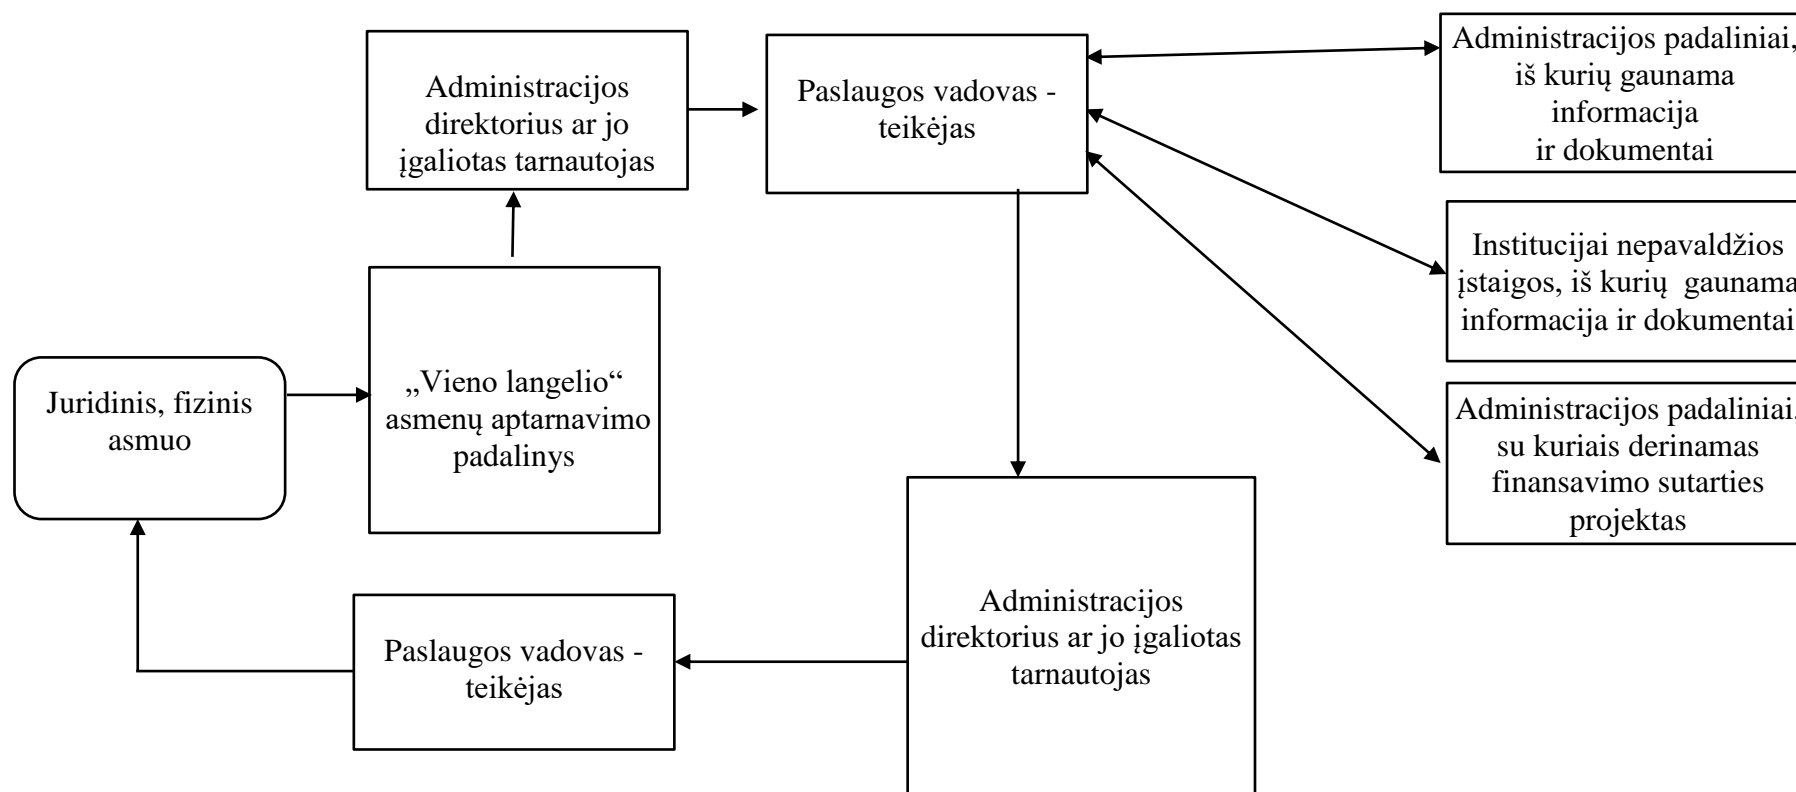 Administracijos
direktorius ar jo
įgaliotas tarnautojas
Paslaugos vadovas -
teikėjas
Administracijos padaliniai,
iš kurių gaunama
informacija
ir dokumentai
Institucijai nepavaldžios
įstaigos, iš kurių gaunama
informacija ir dokumentai
Administracijos padaliniai,
su kuriais derinamas
finansavimo sutarties
projektas
„Vieno langelio“
asmenų aptarnavimo
padalinys
Juridinis, fizinis
asmuo
Paslaugos vadovas -
teikėjas
Administracijos
direktorius ar jo įgaliotas
tarnautojas